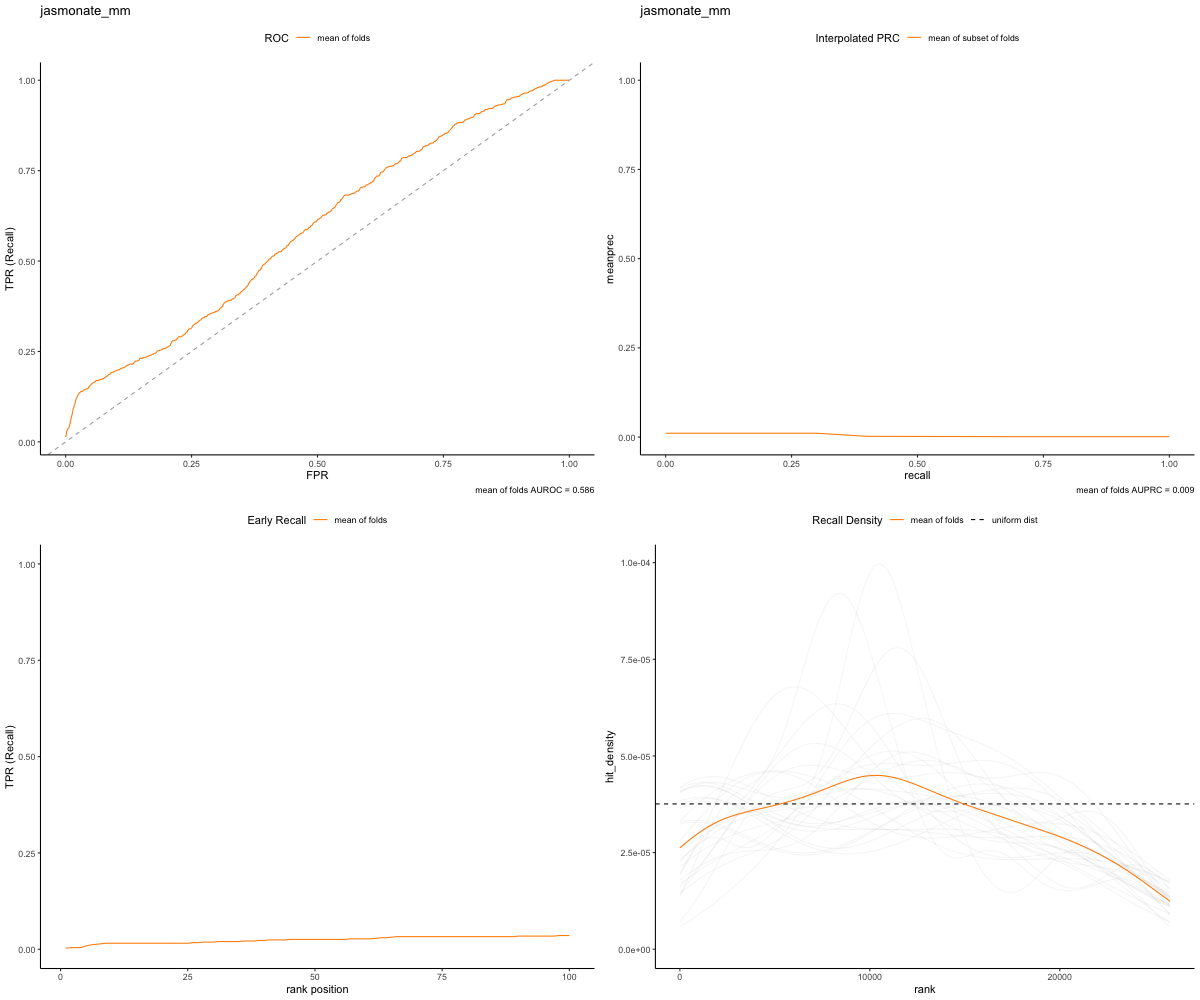 jasmonate_mm
ROC mean of folds
1.00
0.75
0.50
0.25
0.00
TPR (Recall)
0.00 0.25 0.50 0.75 1.00
FPR
mean of folds AUROC = 0.586
jasmonate_mm
Interpolated PRC mean of subset of folds
1.00
0.75
0.50
0.25
0.00
meanprec
0.00 0.25 0.50 0.75 1.00
recall
mean of folds AUPRC = 0.009
Early Recall mean of folds
1.00
0.75
0.50
0.25
0.00
TPR (Recall)
0 25 50 75 100
rank position
Recall Density mean of folds uniform dist
1.0e-04
7.5e-05
5.0e-05
2.5e-05
0.0e+00
hit_density
0 10000 20000
rank